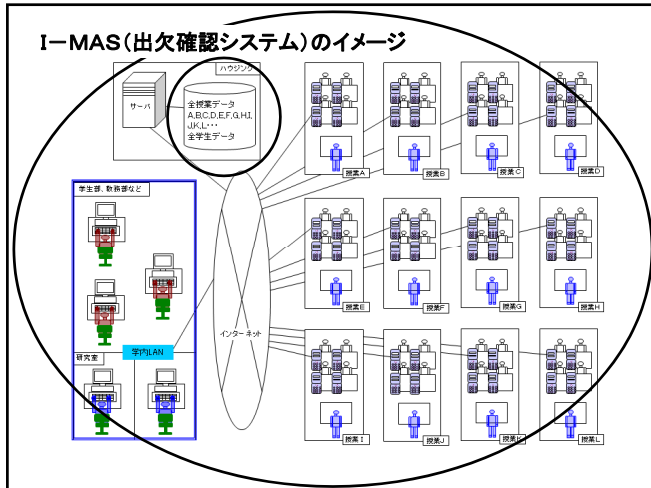 I-MAS(出欠確認システム)のイメージ
ハウジング
サーバ
全授業データ
A,B,C,D,E,F,G,H,I,
J,K,L・・・
全学生データ
授業A
授業B
授業C
授業D
学生部、教務部など
授業E
授業F
授業G
授業H
インターネット
学内LAN
研究室
授業I
授業J
授業K
授業L